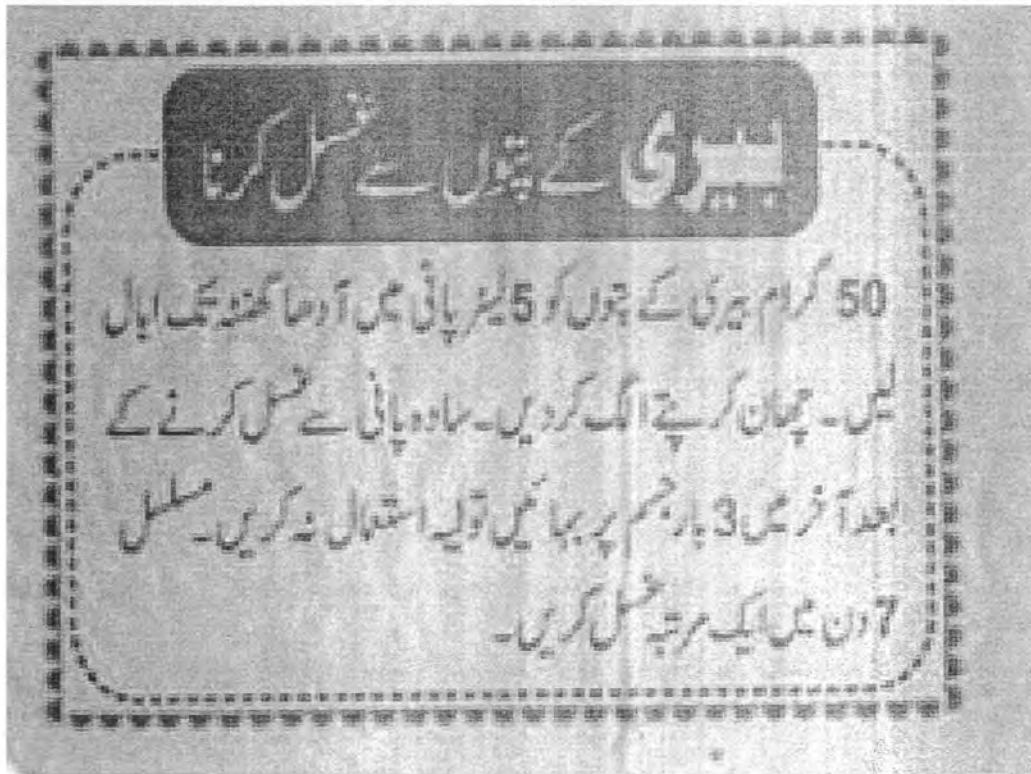 بیری کے پتوں سے غسل کرنا
50 گرام بیری کے پتوں کو 5 لیٹر پانی میں آدھا گھنٹہ تک ابال
لیں۔ چھان کر پتے الگ کردیں۔ سادہ پانی سے غسل کرنے کے
بعد آخر میں 3 بار جسم پر بہائیں تولیہ استعمال نہ کریں۔ مسلسل
7 دن میں ایک مرتبہ غسل کریں۔